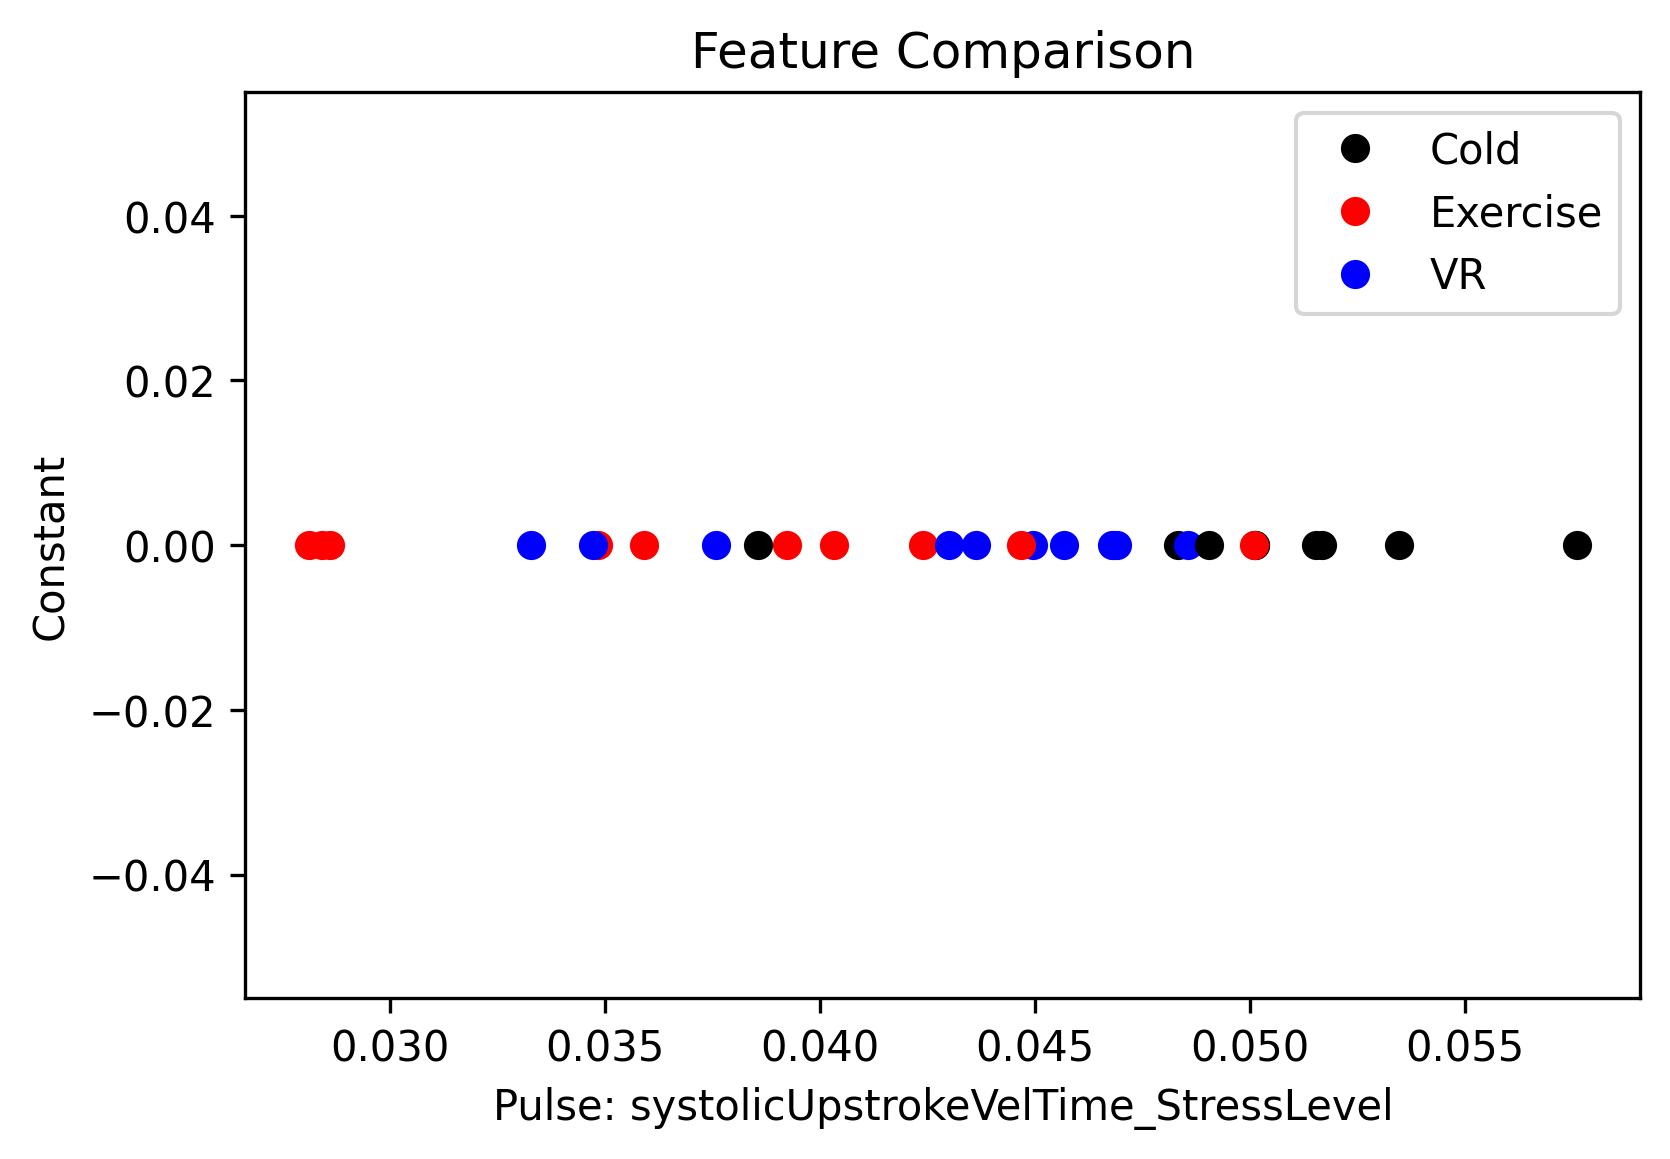 Feature Comparison
Cold
Exercise
VR
0.04
0.02
0.00
−0.02
−0.04
Constant
0.030 0.035 0.040 0.045 0.050 0.055
Pulse: systolicUpstrokeVelTime_StressLevel